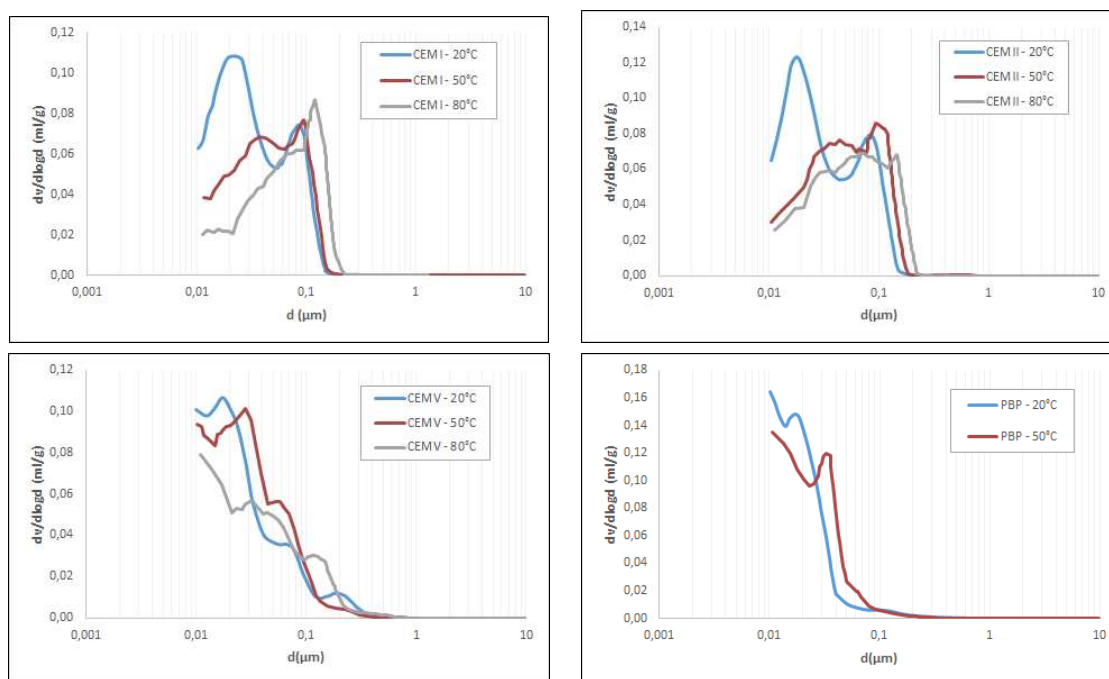 0,12
0,10
0,08
0,06
0,04
0,02
0,00
dv/dlogd (ml/g)
CEM I - 20°C
CEM I - 50°C
CEM I - 80°C
0,001 0,01 0,1 1 10
d (µm)
0,14
0,12
0,10
0,08
0,06
0,04
0,02
0,00
dv/dlogd (ml/g)
CEM II - 20°C
CEM II - 50°C
CEM II - 80°C
0,001 0,01 0,1 1 10
d(µm)
0,12
0,10
0,08
0,06
0,04
0,02
0,00
dv/dlogd (ml/g)
CEM V - 20°C
CEM V - 50°C
CEM V - 80°C
0,001 0,01 0,1 1 10
d(µm)
0,18
0,16
0,14
0,12
0,10
0,08
0,06
0,04
0,02
0,00
dv/dlogd (ml/g)
PBP - 20°C
PBP - 50°C
0,001 0,01 0,1 1 10
d(µm)